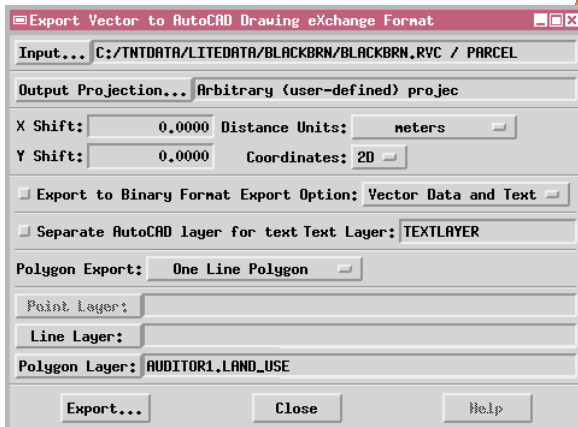 Export Vector to AutoCAD Drawing eXchange Format
Input... C:/TNTDATA/LITEDATA/BLACKBRN/BLACKBRN.RVC / PARCEL
Output Projection... Arbitrary (user-defined) projec
X Shift: 0.0000 Distance Units: meters
Y Shift: 0.0000 Coordinates: 2D
Export to Binary Format Export Option: Vector Data and Text
Separate AutoCAD layer for text Text Layer: TEXTLAYER
Polygon Export: One Line Polygon
Point Layer:
Line Layer:
Polygon Layer: AUDITOR1.LAND_USE
Export... Close Help